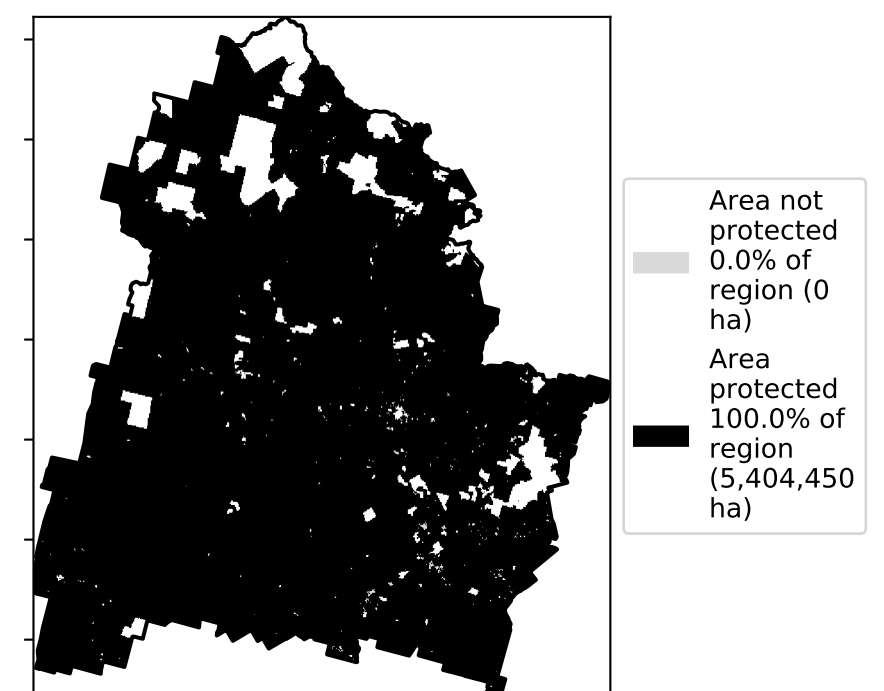 Area not
protected
0.0% of
region (0
ha)
Area
protected
100.0% of
region
(5,404,450
ha)